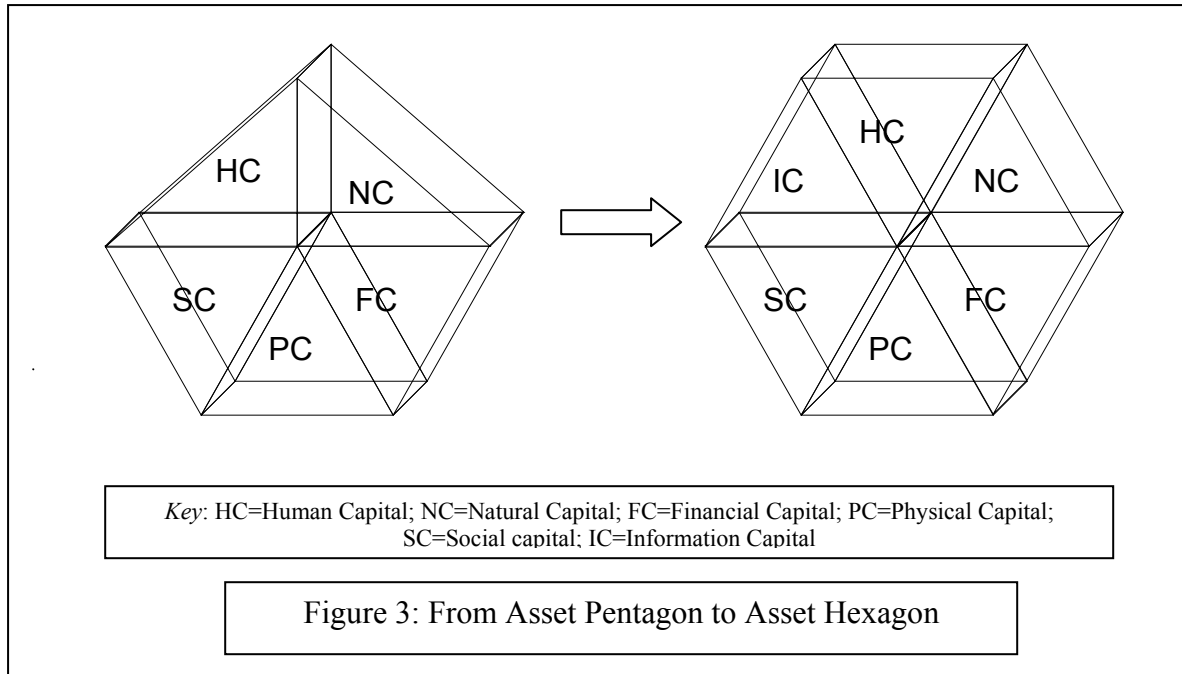 HC
NC
SC
FC
PC
HC
IC
NC
SC
FC
PC
Key: HC=Human Capital; NC=Natural Capital; FC=Financial Capital; PC=Physical Capital;
SC=Social capital; IC=Information Capital
Figure 3: From Asset Pentagon to Asset Hexagon